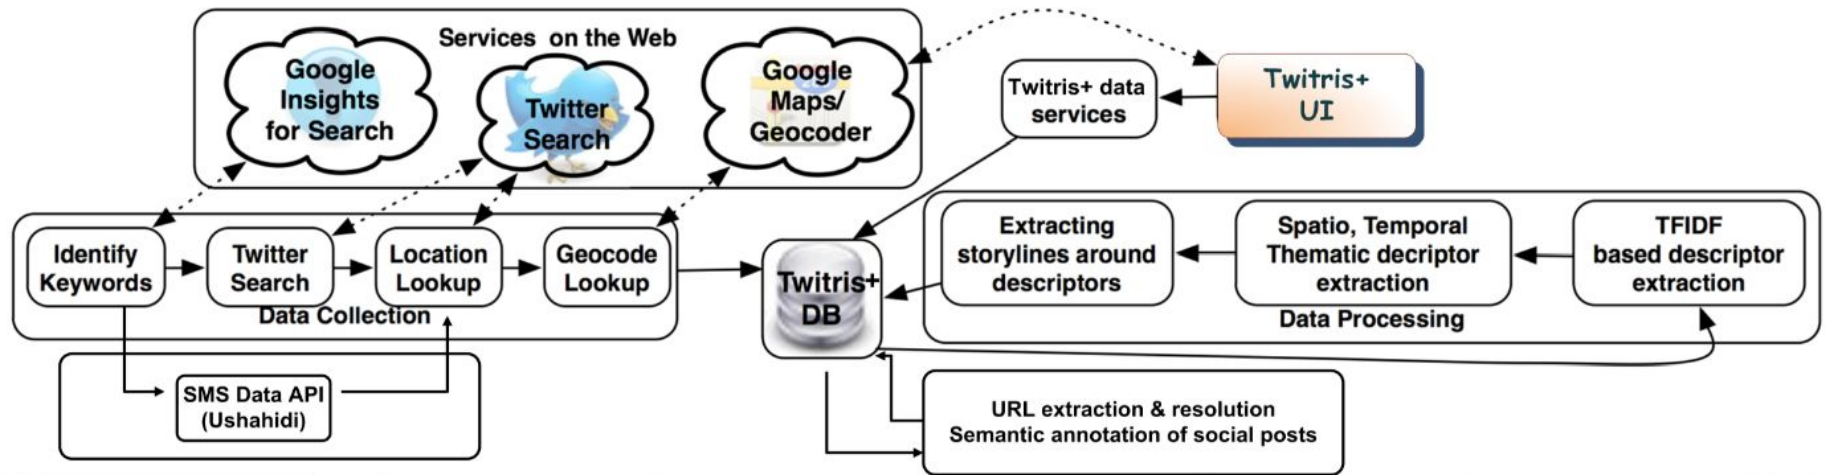 Services on the Web
Google
Insights
for Search
Twitter
Search
Google
Maps/
Geocoder
Twitris+ data
services
Twitris+
UI
Identify
Keywords
Twitter
Search
Location
Lookup
Geocode
Lookup
Data Collection
Twitris+
DB
Extracting
storylines around
descriptors
Spatio, Temporal
Thematic decriptor
extraction
TFIDF
based descriptor
extraction
Data Processing
SMS Data API
(Ushahidi)
URL extraction & resolution
Semantic annotation of social posts